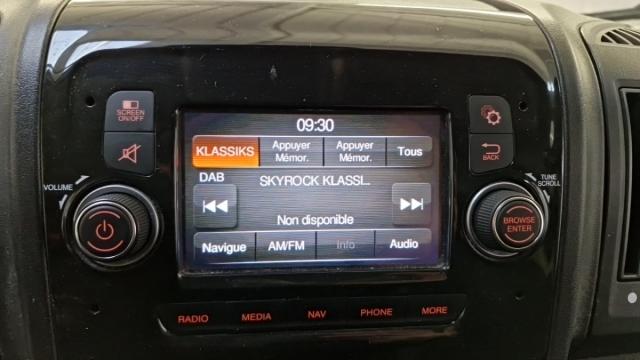 SCREEN
ON/OFF
09:30
KLASSIKS
Appuyer
Mémor.
Appuyer
Mémor.
Tous
BACK
DAB
SKYROCK KLASSI...
VOLUME
TUNE
SCROLL
Non disponible
BROWSE
ENTER
Navigue
AM/FM
Info
Audio
RADIO
MEDIA
NAV
PHONE
MORE